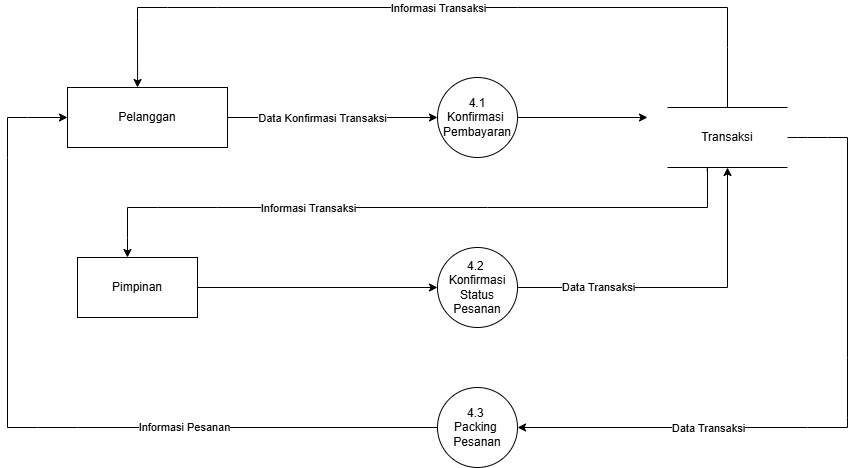 Informasi Transaksi
Pelanggan
Data Konfirmasi Transaksi
4.1
Konfirmasi
Pembayaran
Transaksi
Informasi Transaksi
Pimpinan
4.2
Konfirmasi
Status
Pesanan
Data Transaksi
Informasi Pesanan
4.3
Packing
Pesanan
Data Transaksi